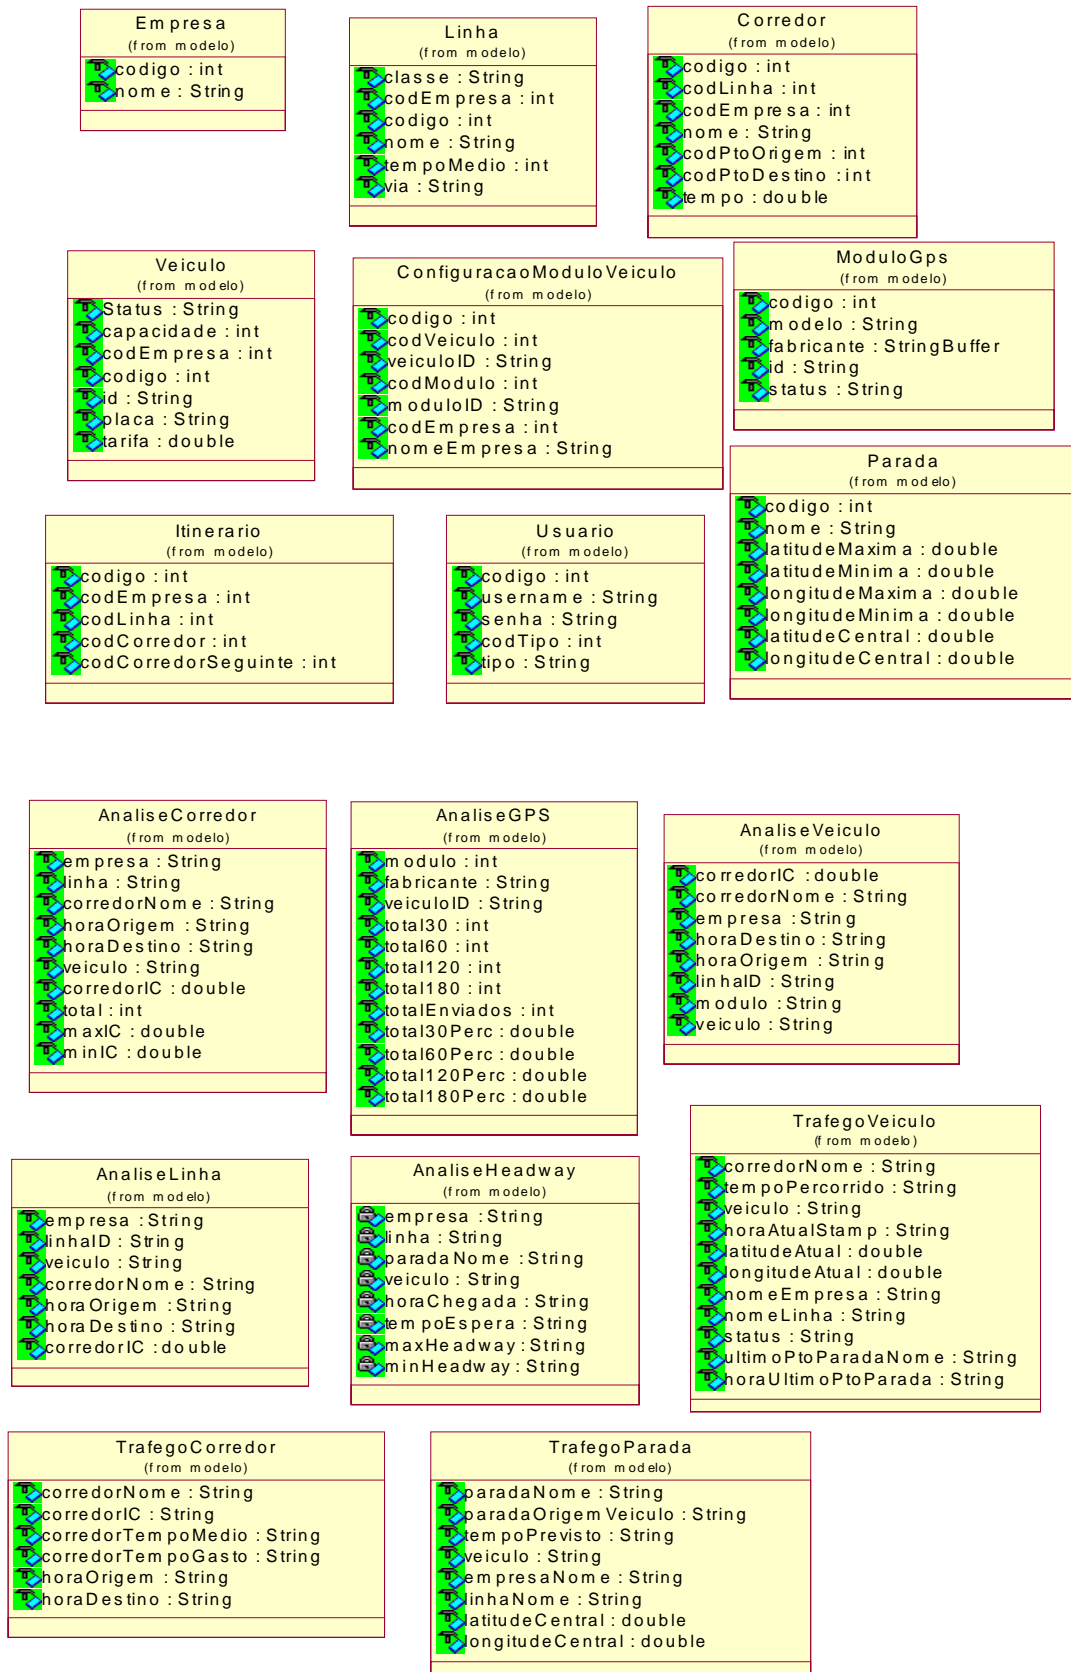 Empresa
(from modelo)
codigo : int
nome : String
Linha
(from modelo)
classe : String
codEmpresa : int
codigo : int
nome : String
tempoMedio : int
via : String
Corredor
(from modelo)
codigo : int
codLinha : int
codEmpresa : int
nome : String
codPtoOrigem : int
codPtoDestino : int
tempo : double
Veiculo
(from modelo)
Status : String
capacidade : int
codEmpresa : int
codigo : int
id : String
placa : String
tarifa : double
ConfiguracaoModuloVeiculo
(from modelo)
codigo : int
codVeiculo : int
veiculoID : String
codModulo : int
moduloID : String
codEmpresa : int
nomeEmpresa : String
ModuloGps
(from modelo)
codigo : int
modelo : String
fabricante : StringBuffer
id : String
status : String
Parada
(from modelo)
codigo : int
nome : String
latitudeMaxima : double
latitudeMinima : double
longitudeMaxima : double
longitudeMinima : double
latitudeCentral : double
longitudeCentral : double
Itinerario
(from modelo)
codigo : int
codEmpresa : int
codLinha : int
codCorredor : int
codCorredorSeguinte : int
Usuario
(from modelo)
codigo : int
username : String
senha : String
codTipo : int
tipo : String
AnaliseCorredor
(from modelo)
empresa : String
linha : String
corredorNome : String
horaOrigem : String
horaDestino : String
veiculo : String
corredorIC : double
total : int
maxIC : double
minIC : double
AnaliseGPS
(from modelo)
modulo : int
fabricante : String
veiculoID : String
total30 : int
total60 : int
total120 : int
total180 : int
totalEnviados : int
total30Perc : double
total60Perc : double
total120Perc : double
total180Perc : double
AnaliseVeiculo
(from modelo)
corredorIC : double
corredorNome : String
empresa : String
horaDestino : String
horaOrigem : String
linhaID : String
modulo : String
veiculo : String
AnaliseLinha
(from modelo)
empresa : String
linhaID : String
veiculo : String
corredorNome : String
horaOrigem : String
horaDestino : String
corredorIC : double
AnaliseHeadway
(from modelo)
empresa : String
linha : String
paradaNome : String
veiculo : String
horaChegada : String
tempoEspera : String
maxHeadway : String
minHeadway : String
TrafegoVeiculo
(from modelo)
corredorNome : String
tempoPercorrido : String
veiculo : String
horaAtualStamp : String
latitudeAtual : double
longitudeAtual : double
nomeEmpresa : String
nomeLinha : String
status : String
ultimoPtoParadaNome : String
horaUltimoPtoParada : String
TrafegoCorredor
(from modelo)
corredorNome : String
corredorIC : String
corredorTempoMedio : String
corredorTempoGasto : String
horaOrigem : String
horaDestino : String
TrafegoParada
(from modelo)
paradaNome : String
paradaOrigemVeiculo : String
tempoPrevisto : String
veiculo : String
empresaNome : String
linhaNome : String
latitudeCentral : double
longitudeCentral : double